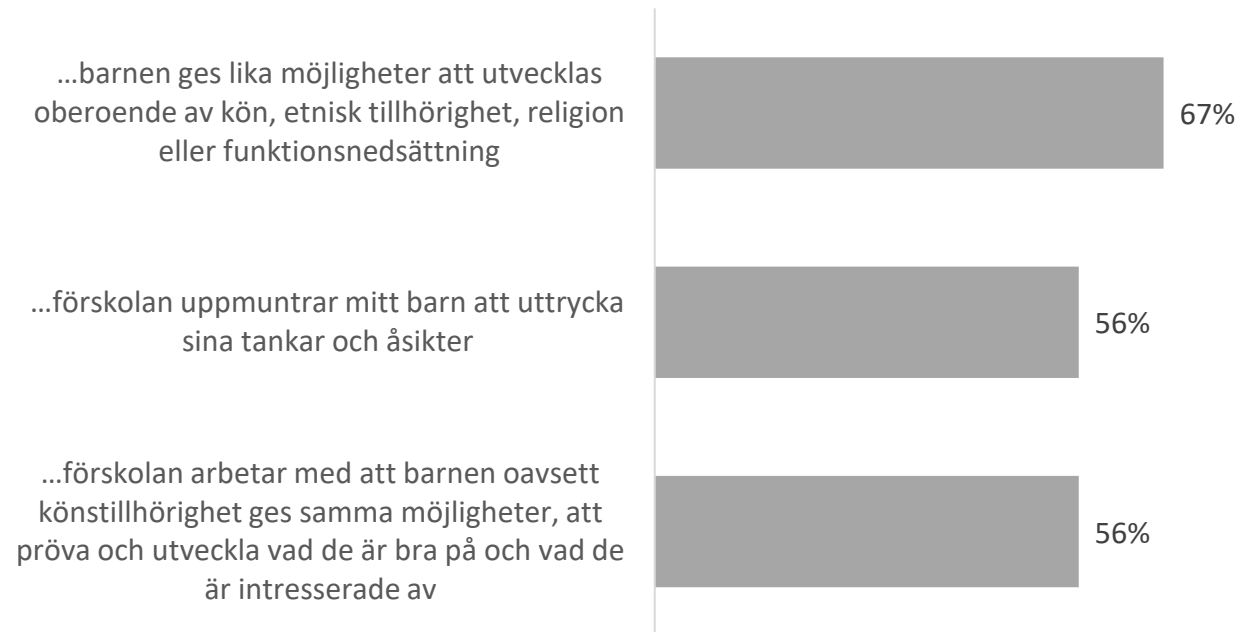 ...barnen ges lika möjligheter att utvecklas
oberoende av kön, etnisk tillhörighet, religion
eller funktionsnedsättning
67%
...förskolan uppmuntrar mitt barn att uttrycka
sina tankar och åsikter
56%
...förskolan arbetar med att barnen oavsett
könstillhörighet ges samma möjligheter, att
pröva och utveckla vad de är bra på och vad de
är intresserade av
56%